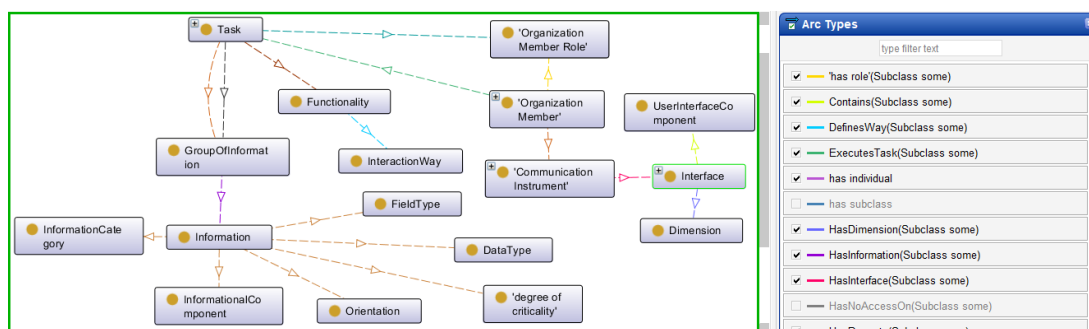 Task
'Organization
Member Role'
Functionality
'Organization
Member'
UserInterfaceCo
mponent
GroupOfInformat
ion
InteractionWay
'Communication
Instrument'
Interface
FieldType
InformationCate
gory
Information
DataType
Dimension
InformationalCo
mponent
Orientation
'degree of
criticality'
Arc Types
type filter text
'has role'(Subclass some)
Contains(Subclass some)
DefinesWay(Subclass some)
ExecutesTask(Subclass some)
has individual
has subclass
HasDimension(Subclass some)
HasInformation(Subclass some)
HasInterface(Subclass some)
HasNoAccessOn(Subclass some)